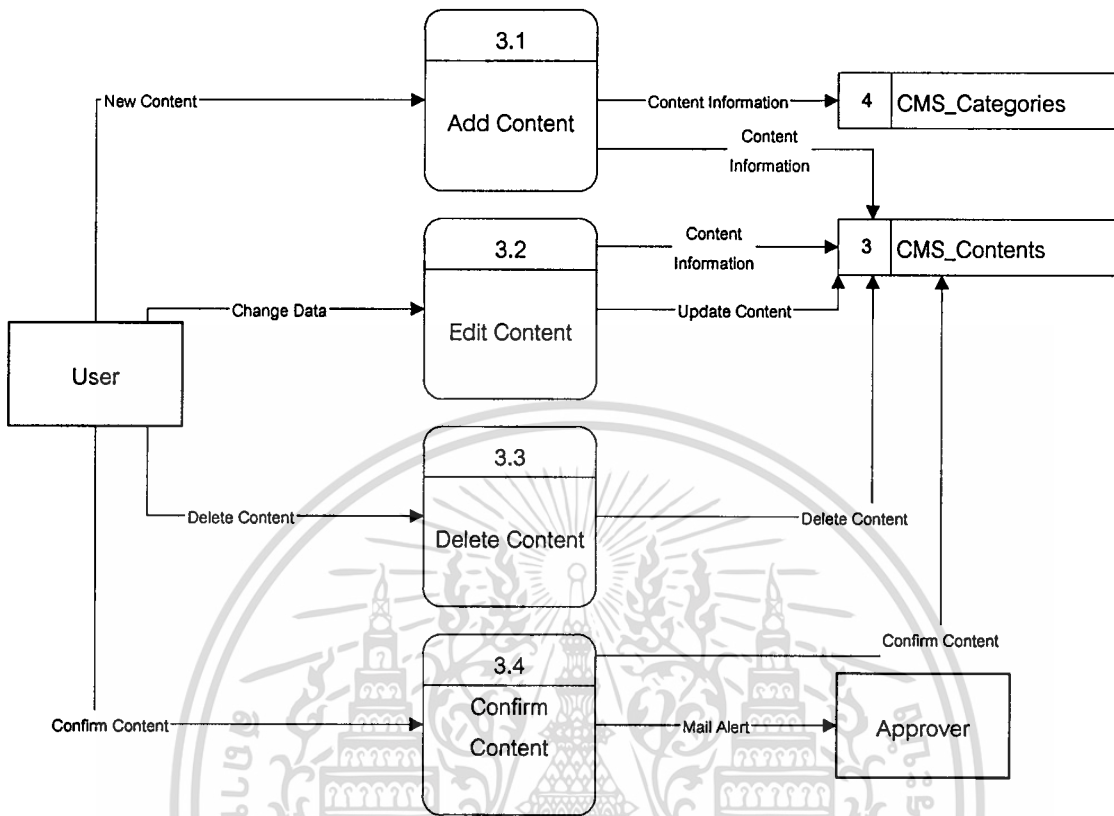 3.1
New Content
Add Content
Content Information
4 CMS_Categories
Content
Information
3.2
Content
Information
3 CMS_Contents
Change Data
Edit Content
Update Content
User
3.3
Delete Content
Delete Content
Delete Content
3.4
Confirm Content
Confirm
Content
Confirm Content
Mail Alert
Approver